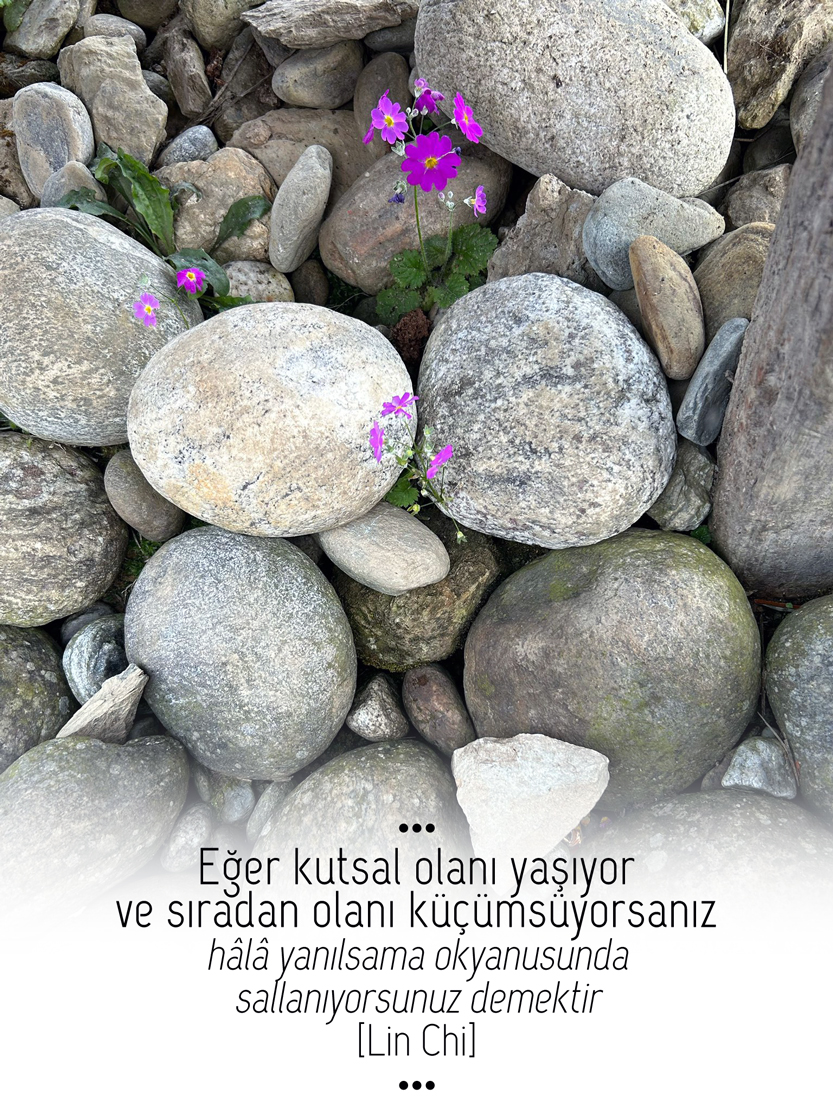 •••
Eğer kutsal olanı yaşıyor
ve sıradan olanı küçümsüyorsanız
hâlâ yanılsama okyanusunda
sallanıyorsunuz demektir
[Lin Chi]
•••